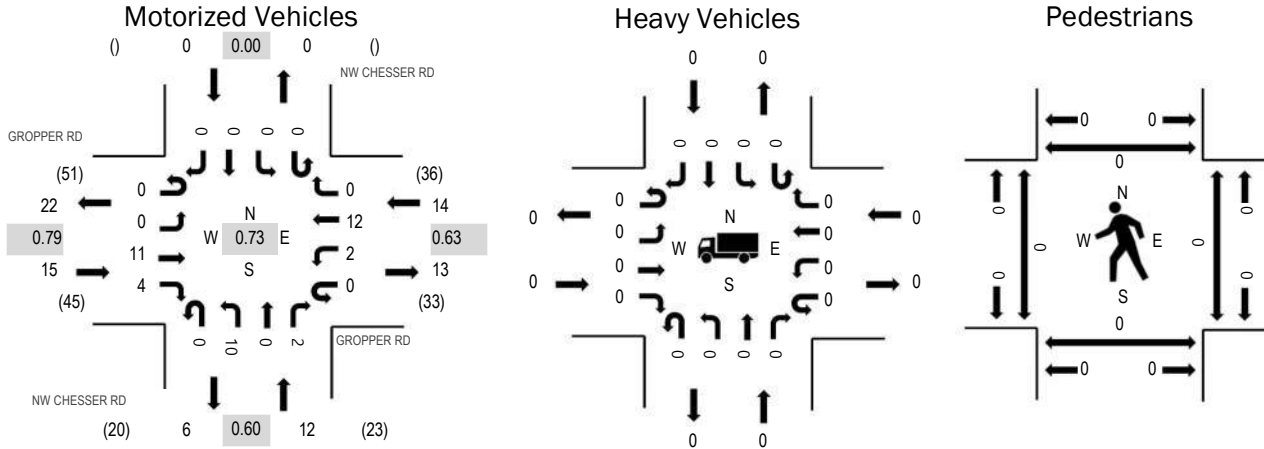 Motorized Vehicles
() 0 0.00 0 ()
NW CHESSER RD
GROPPER RD
0 0 0 0
(51) (36)
0 0
22 14
0 12
N
0.79 W 0.73 E 0.63
11 2
S
15 13
4 0
(45) (33)
0 10 0 2
GROPPER RD
NW CHESSER RD
(20) 6 0.60 12 (23)
Heavy Vehicles
0 0
0 0 0 0
0 0
0 0
0 0
N
0 0
W E
0 0
S
0 0
0 0
0 0 0 0
0 0
Pedestrians
0 0
0
N
0 0
W E
0 0
0 0
S
0
0 0